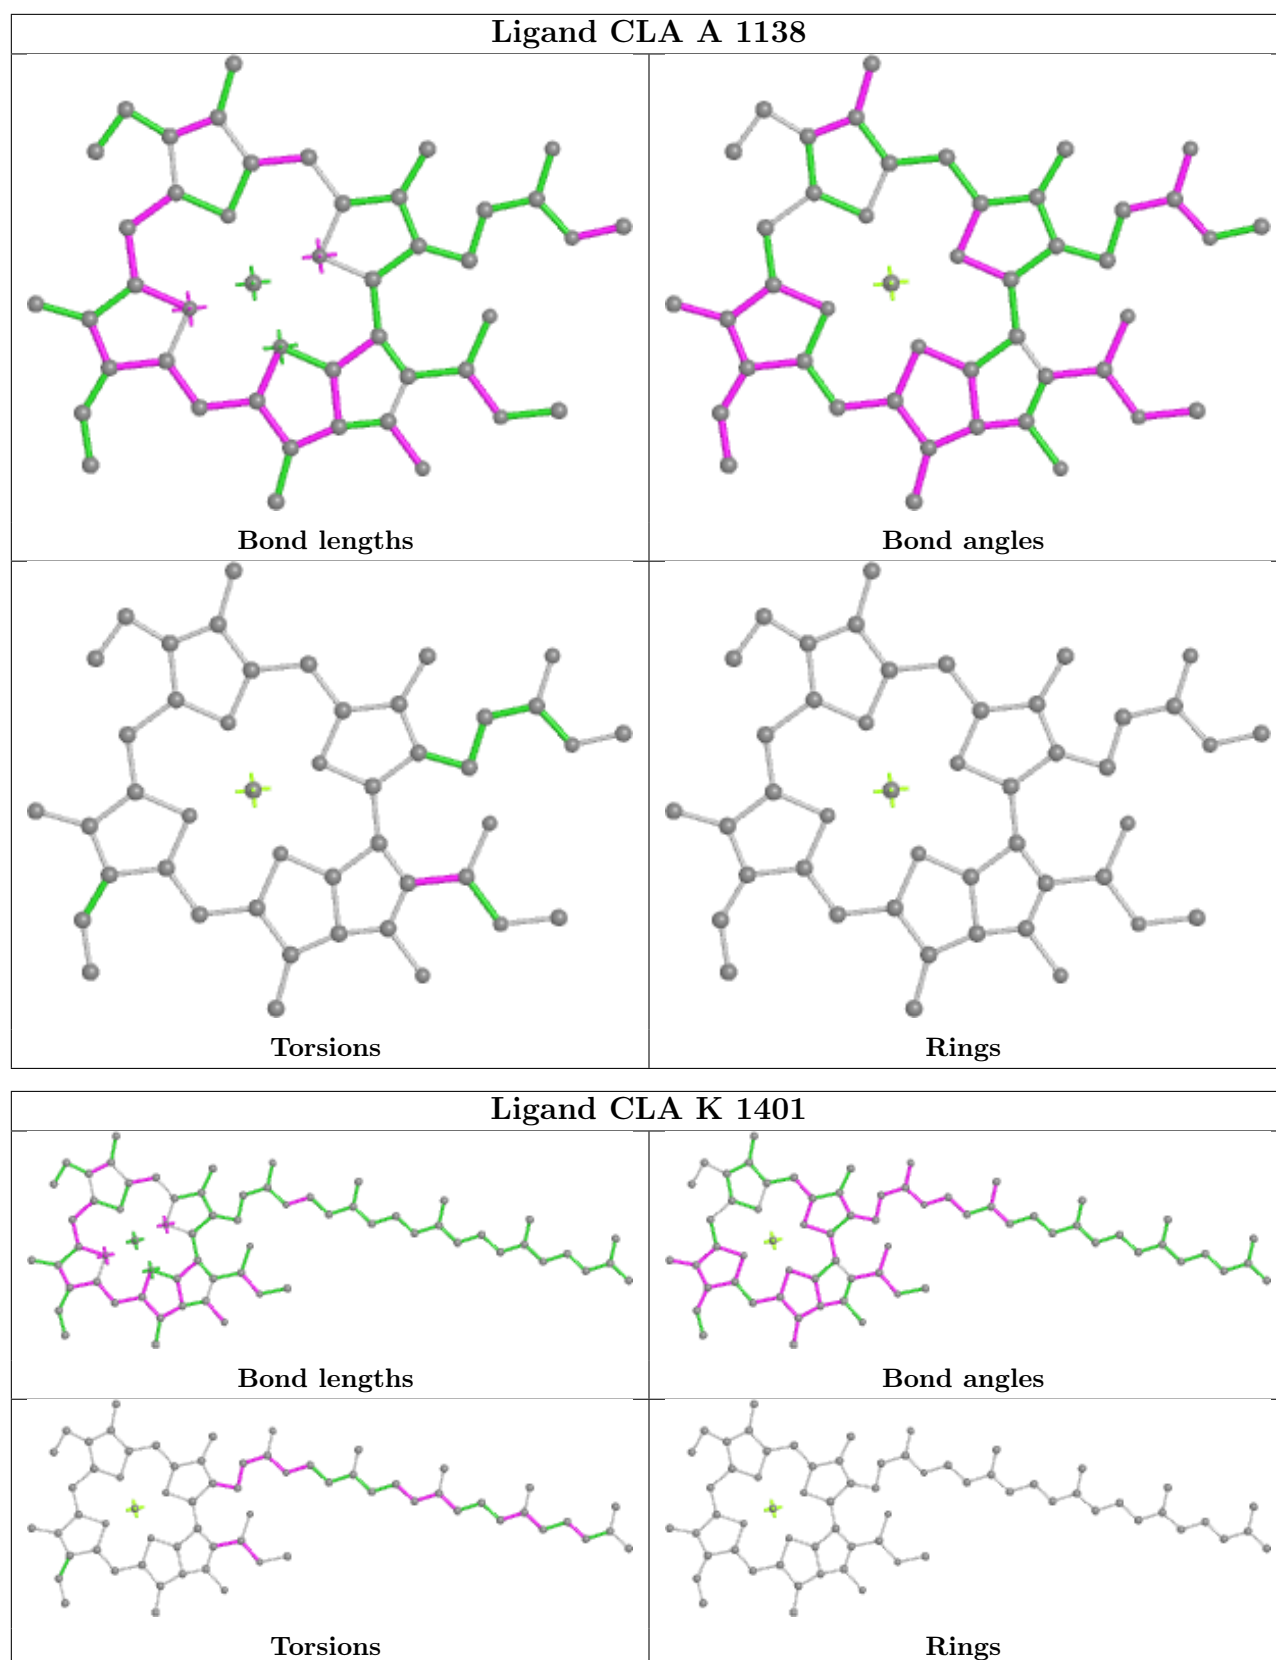 Ligand CLA A 1138
Bond lengths
Bond angles
Torsions
Rings
Ligand CLA K 1401
Bond lengths
Bond angles
Torsions
Rings